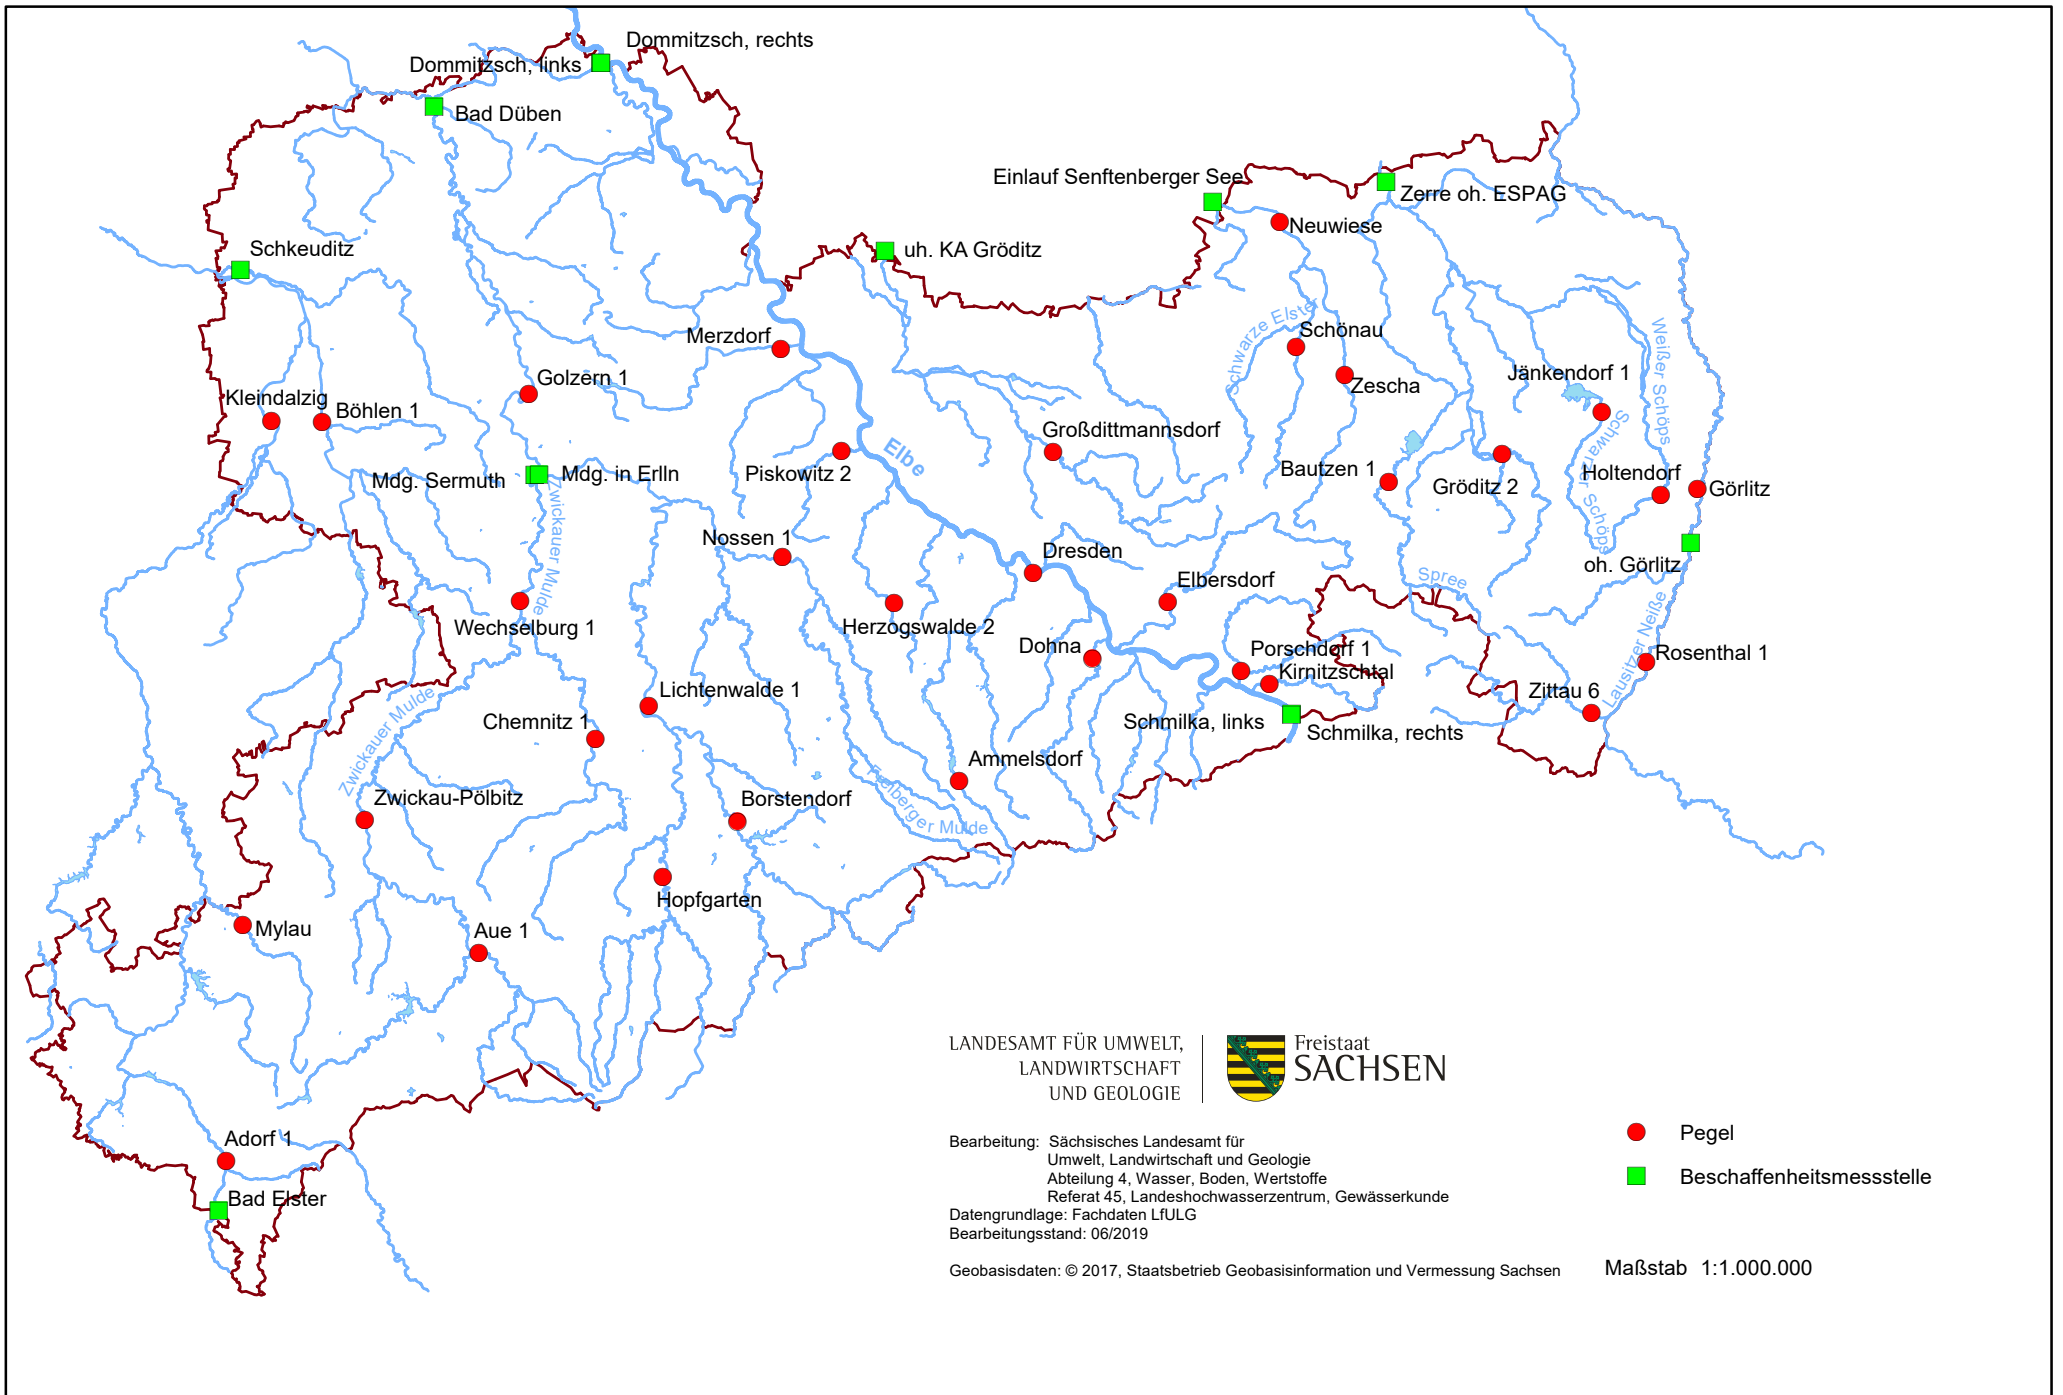 Dommitzsch, rechts
Dommitzsch, links
Bad Düben
Einlauf Senftenberger See
Zerre oh. ESPAG
Neuwiese
Schkeuditz
uh. KA Gröditz
Merzdorf
Schwarze Elster
Schönau
Weißer Schöps
Golzern 1
Zescha
Jänkendorf 1
Kleindalzig
Böhlen 1
Elbe
Großdittmannsdorf
Schwarzer Schöps
Mdg. Sermuth
Mdg. in Erlln
Piskowitz 2
Bautzen 1
Gröditz 2
Holtendorf
Görlitz
Zwickauer Mulde
Nossen 1
Dresden
oh. Görlitz
Elbersdorf
Spree
Wechselburg 1
Herzogswalde 2
Dohna
Porschdorf 1
Kirnitzschtal
Lausitzer Neiße
Rosenthal 1
Lichtenwalde 1
Zittau 6
Zwickauer Mulde
Chemnitz 1
Schmilka, links
Schmilka, rechts
Ammelsdorf
Zwickau-Pölbitz
Borstendorf
Freiberger Mulde
Hopfgarten
Mylau
Aue 1
Adorf 1
Bad Elster
LANDESAMT FÜR UMWELT,
LANDWIRTSCHAFT
UND GEOLOGIE
Freistaat
SACHSEN
Bearbeitung: Sächsisches Landesamt für
Umwelt, Landwirtschaft und Geologie
Abteilung 4, Wasser, Boden, Wertstoffe
Referat 45, Landeshochwasserzentrum, Gewässerkunde
Datengrundlage: Fachdaten LfULG
Bearbeitungsstand: 06/2019
Geobasisdaten: © 2017, Staatsbetrieb Geobasisinformation und Vermessung Sachsen
Pegel
Beschaffenheitsmessstelle
Maßstab 1:1.000.000